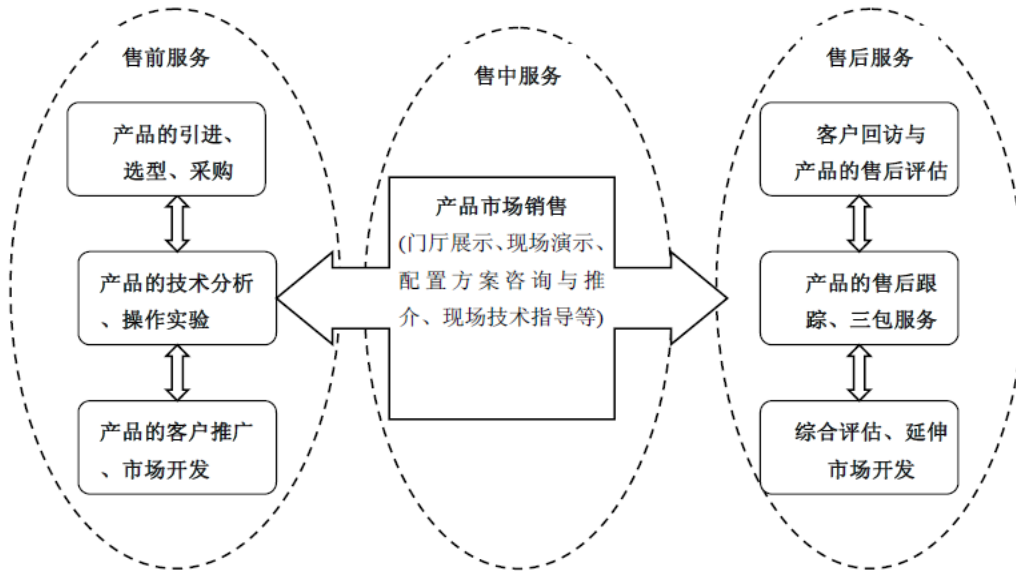 售前服务
产品的引进、
选型、采购
产品的技术分析
、操作实验
产品的客户推广
、市场开发
售中服务
产品市场销售
(门厅展示、现场演示、
配置方案咨询与推
介、现场技术指导等)
售后服务
客户回访与
产品的售后评估
产品的售后跟
踪、三包服务
综合评估、延伸
市场开发